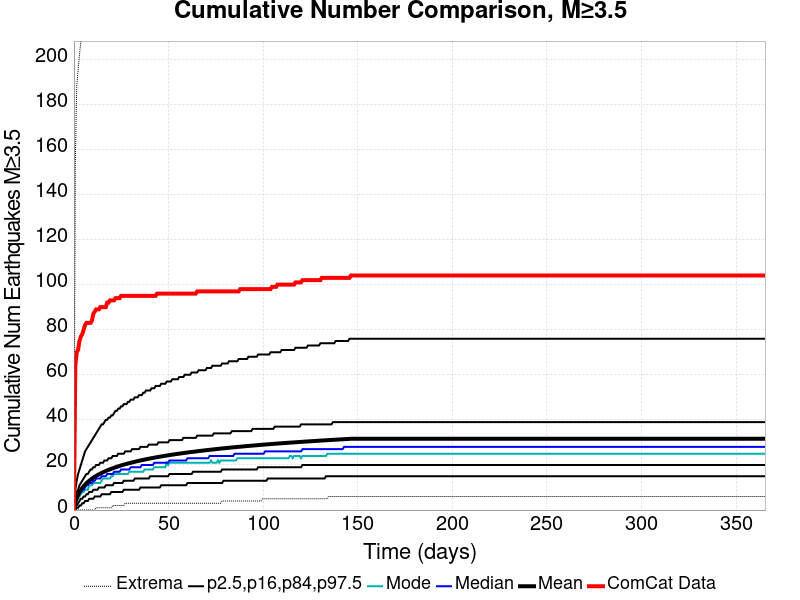 Cumulative Number Comparison, M≥3.5
Cumulative Num Earthquakes M≥3.5
200
180
160
140
120
100
80
60
40
20
0
0 50 100 150 200 250 300 350
Time (days)
Extrema p2.5,p16,p84,p97.5 Mode Median Mean ComCat Data